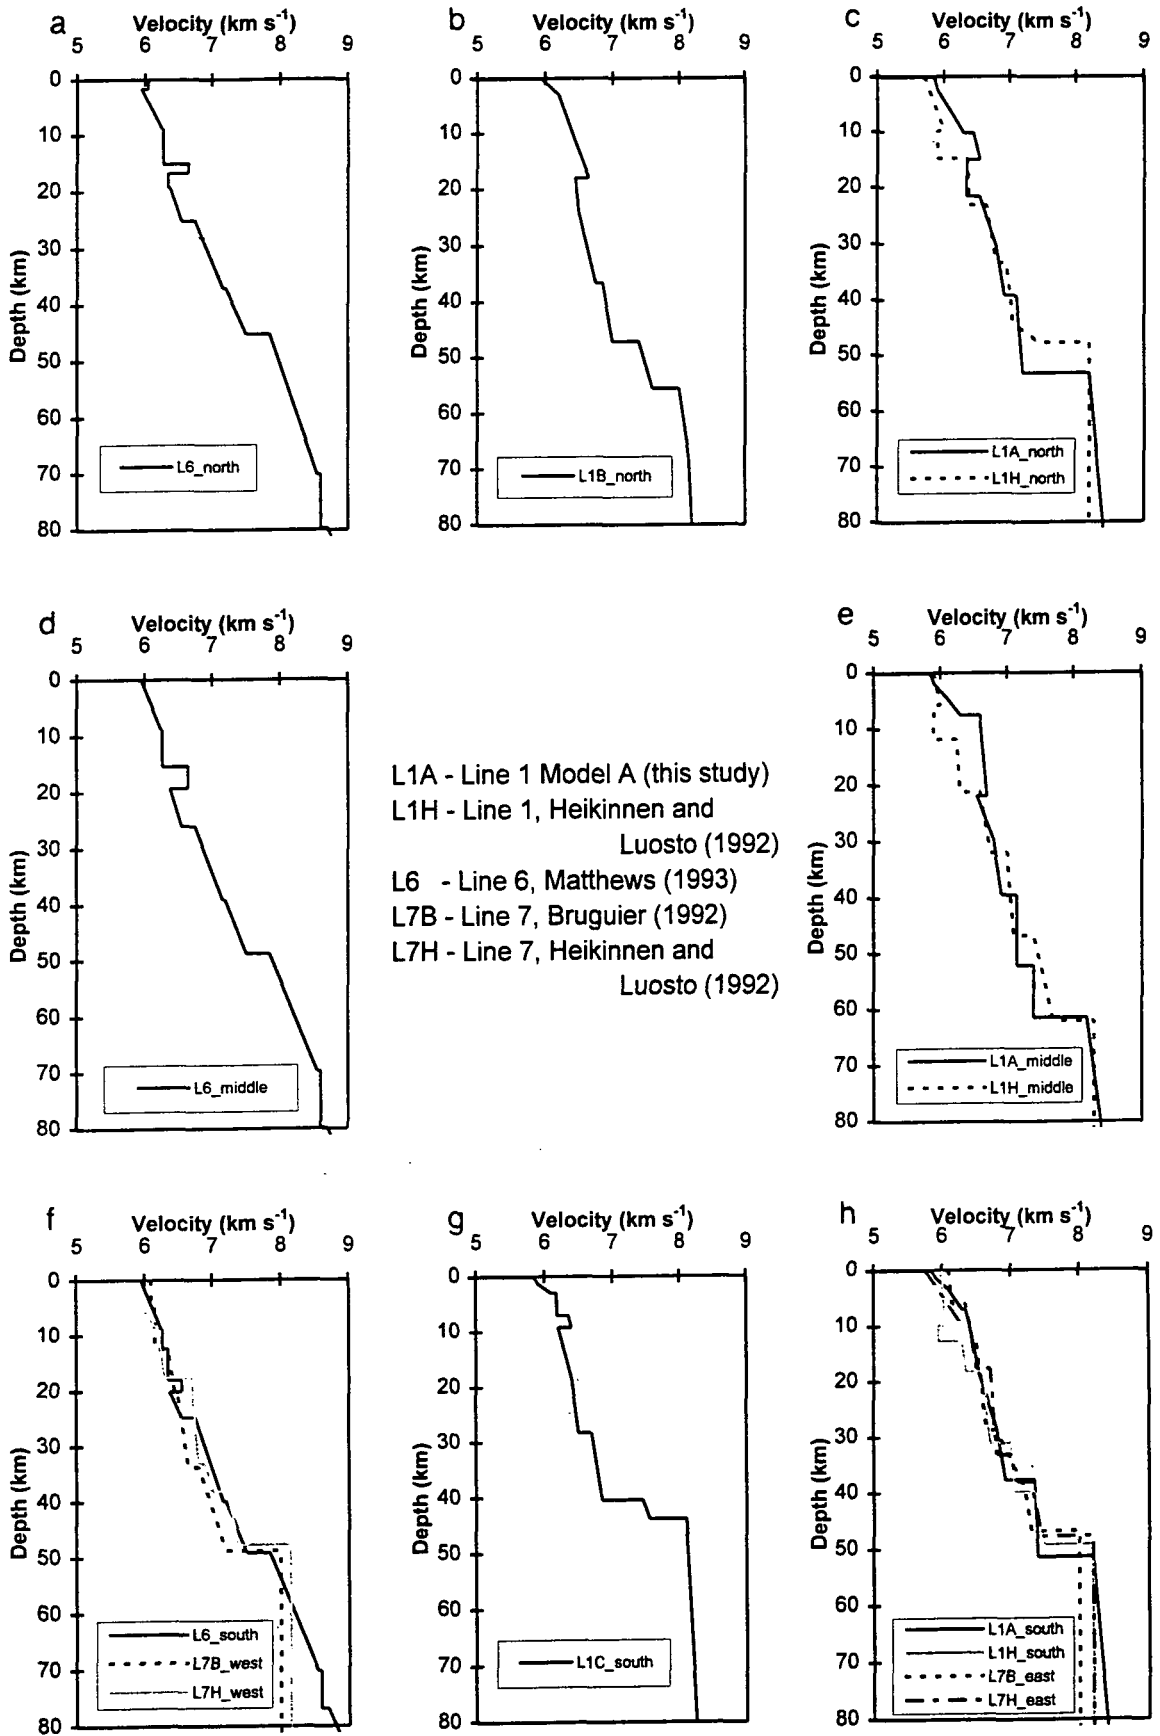 a
Velocity (km s-1)
5 6 7 8 9
0
10
20
30
40
50
60
70
80
Depth (km)
L6_north
b
Velocity (km s-1)
5 6 7 8 9
0
10
20
30
40
50
60
70
80
Depth (km)
L1B_north
c
Velocity (km s-1)
5 6 7 8 9
0
10
20
30
40
50
60
70
80
Depth (km)
L1A_north
L1H_north
d
Velocity (km s-1)
5 6 7 8 9
0
10
20
30
40
50
60
70
80
Depth (km)
L6_middle
L1A - Line 1 Model A (this study)
L1H - Line 1, Heikinnen and
Luosto (1992)
L6 - Line 6, Matthews (1993)
L7B - Line 7, Bruguier (1992)
L7H - Line 7, Heikinnen and
Luosto (1992)
e
Velocity (km s-1)
5 6 7 8 9
0
10
20
30
40
50
60
70
80
Depth (km)
L1A_middle
L1H_middle
f
Velocity (km s-1)
5 6 7 8 9
0
10
20
30
40
50
60
70
80
Depth (km)
L6_south
L7B_west
L7H_west
g
Velocity (km s-1)
5 6 7 8 9
0
10
20
30
40
50
60
70
80
Depth (km)
L1C_south
h
Velocity (km s-1)
5 6 7 8 9
0
10
20
30
40
50
60
70
80
Depth (km)
L1A_south
L1H_south
L7B_east
L7H_east